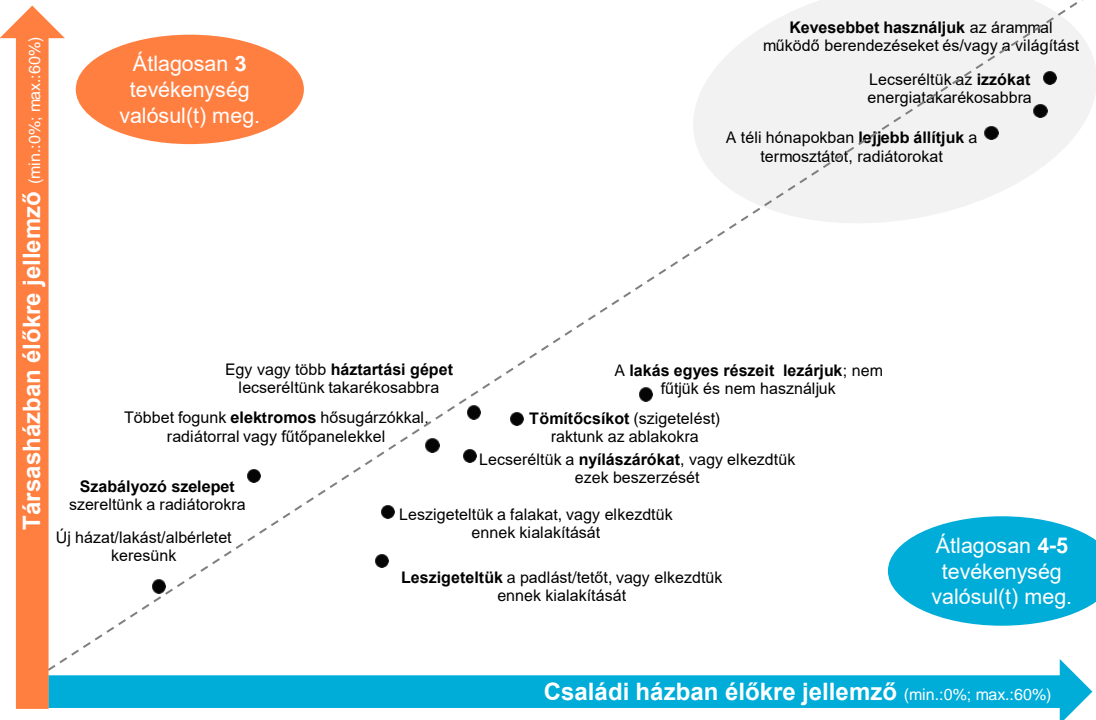 Társasházban élőkre jellemző (min.:0%; max.:60%)
Átlagosan 3
tevékenység
valósul(t) meg.
Kevesebbet használjuk az árammal
működő berendezéseket és/vagy a világítást
Lecseréltük az izzókat
energiatakarékosabbra
A téli hónapokban lejjebb állítjuk a
termosztátot, radiátorokat
Egy vagy több háztartási gépet
lecseréltünk takarékosabbra
A lakás egyes részeit lezárjuk; nem
fűtjük és nem használjuk
Többet fogunk elektromos hősugárzókkal,
radiátorral vagy fűtőpanelekkel
Tömítőcsíkot (szigetelést)
raktunk az ablakokra
Lecseréltük a nyílászárókat, vagy elkezdtük
ezek beszerzését
Szabályozó szelepet
szereltünk a radiátorokra
Leszigeteltük a falakat, vagy elkezdtük
ennek kialakítását
Új házat/lakást/albérletet
keresünk
Leszigeteltük a padlást/tetőt, vagy elkezdtük
ennek kialakítását
Átlagosan 4-5
tevékenység
valósul(t) meg.
Családi házban élőkre jellemző (min.:0%; max.:60%)